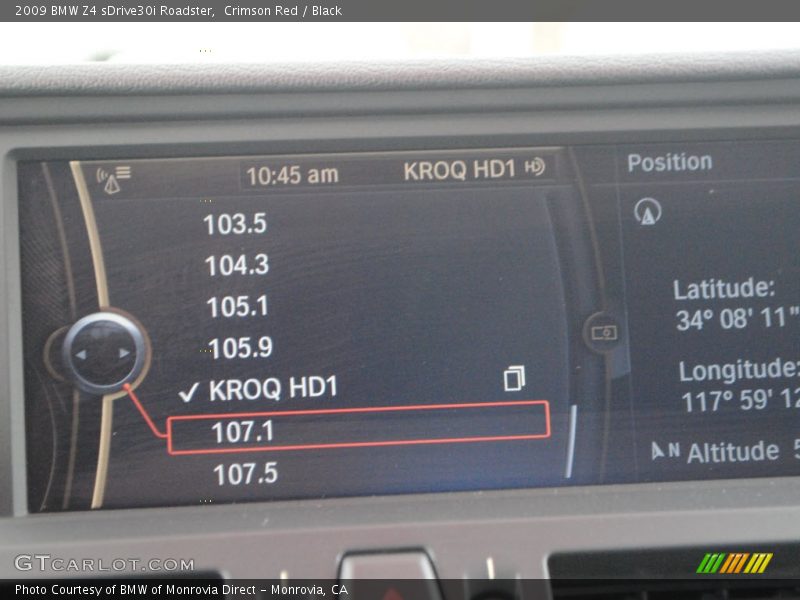 2009 BMW Z4 sDrive30i Roadster, Crimson Red / Black
10:45 am KROQ HD1
103.5
104.3
105.1
105.9
KROQ HD1
107.1
107.5
Position
Latitude:
34° 08' 11"
Longitude:
117° 59'
N Altitude
GTCARLOT.COM
Photo Courtesy of BMW of Monrovia Direct - Monrovia, CA